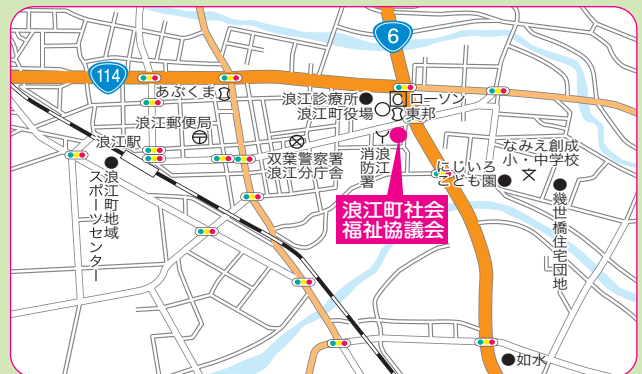 6
114
あぶくま
浪江診療所
ローソン
浪江町役場
東邦
浪江郵便局
浪江駅
双葉警察署
浪江分庁舎
浪江
消防署
なみえ創成
小・中学校
にじいろ
こども園
浪江町地域
スポーツセンター
幾世橋住宅団地
浪江町社会
福祉協議会
如水